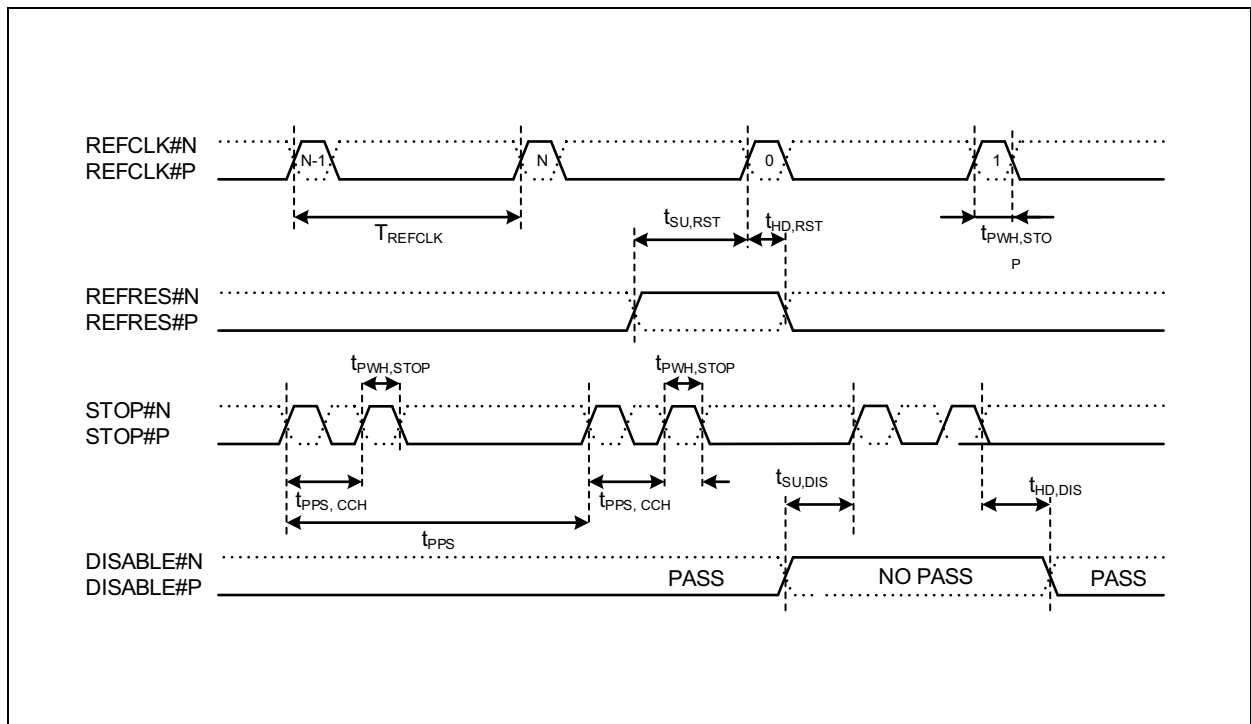 REFCLK#N
REFCLK#P
N-1
N
0
1
TREFCLK
tSU,RST
tHD,RST
tPWH,STO
P
REFRES#N
REFRES#P
tPWH,STOP
tPWH,STOP
STOP#N
STOP#P
tPPS, CCH
tPPS, CCH
tSU,DIS
tHD,DIS
tPPS
DISABLE#N
DISABLE#P
PASS
NO PASS
PASS